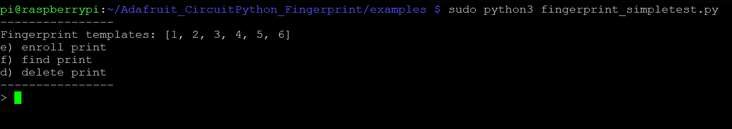 pi@raspberrypi:~/Adafruit_CircuitPython_Fingerprint/examples $ sudo python3 fingerprint_simpletest.py
----------------
Fingerprint templates: [1, 2, 3, 4, 5, 6]
e) enroll print
f) find print
d) delete print
----------------
>